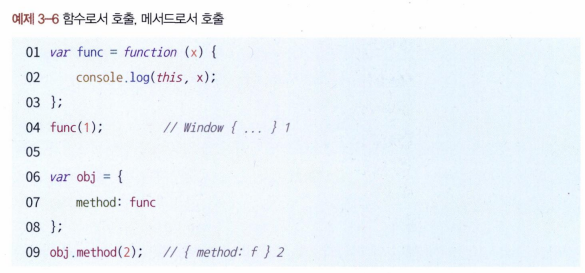 예제 3-6 함수로서 호출, 메서드로서 호출
01 var func = function (x) {
02     console.log(this, x);
03 };
04 func(1);          // Window { ... } 1
05
06 var obj = {
07     method: func
08 };
09 obj.method(2);   // { method: f } 2